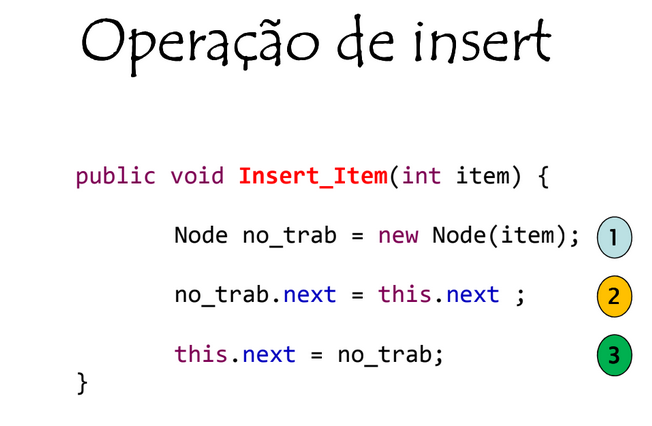 Operação de insert
public void Insert_Item(int item) {
Node no_trab = new Node(item); 1
no_trab.next = this.next ; 2
this.next = no_trab; 3
}